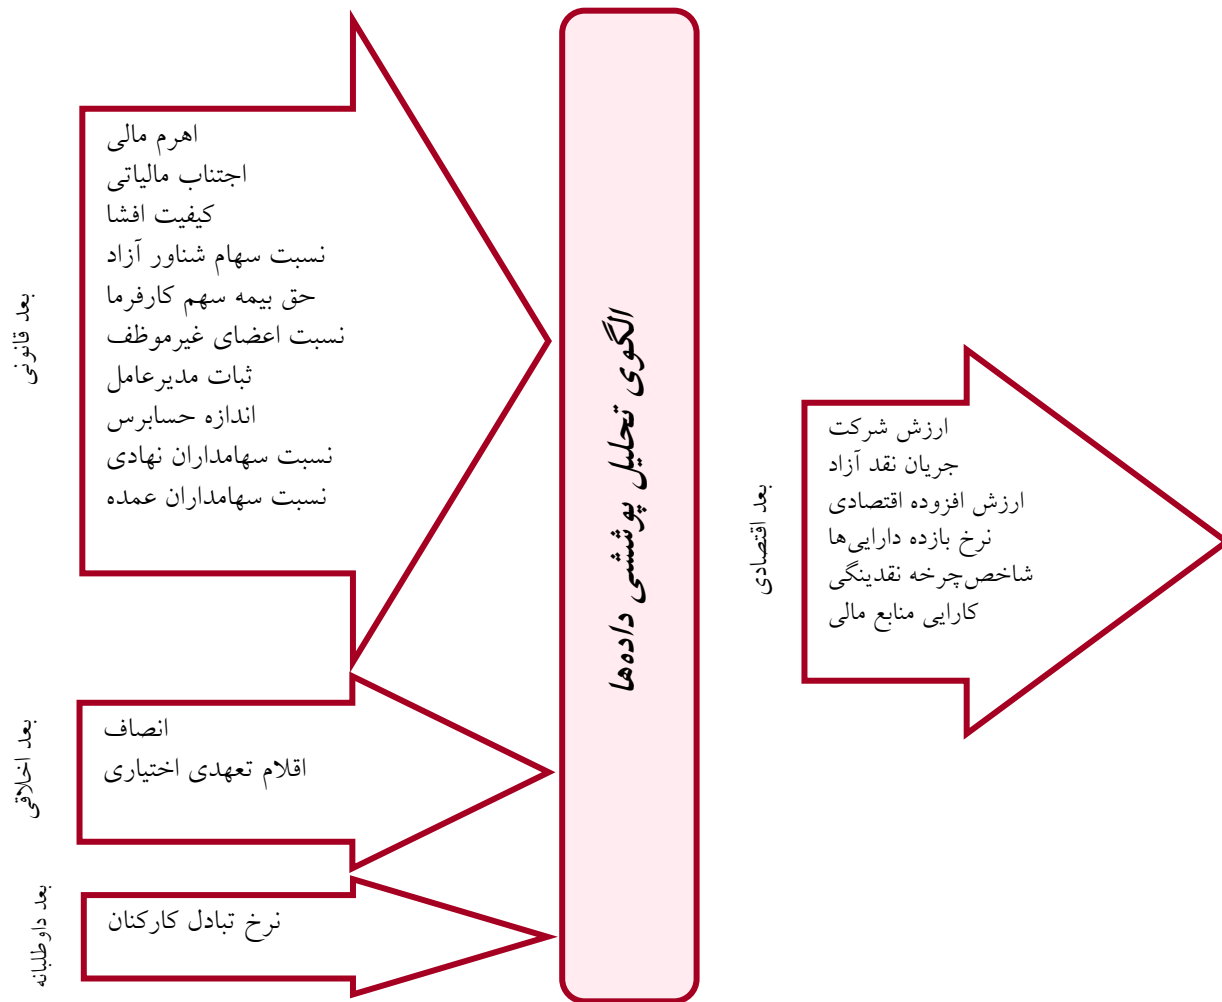 بعد قانونی
اهرم مالی
اجتناب مالیاتی
کیفیت افشا
نسبت سهام شناور آزاد
حق بیمه سهم کارفرما
نسبت اعضای غیرموظف
ثبات مدیرعامل
اندازه حسابرس
نسبت سهامداران نهادی
نسبت سهامداران عمده
بعد اخلاقی
انصاف
اقلام تعهدی اختیاری
بعد داوطلبانه
نرخ تبادل کارکنان
الگوی تحلیل پوششی داده‌ها
بعد اقتصادی
ارزش شرکت
جریان نقد آزاد
ارزش افزوده اقتصادی
نرخ بازده دارایی‌ها
شاخص‌چرخه نقدینگی
کارایی منابع مالی